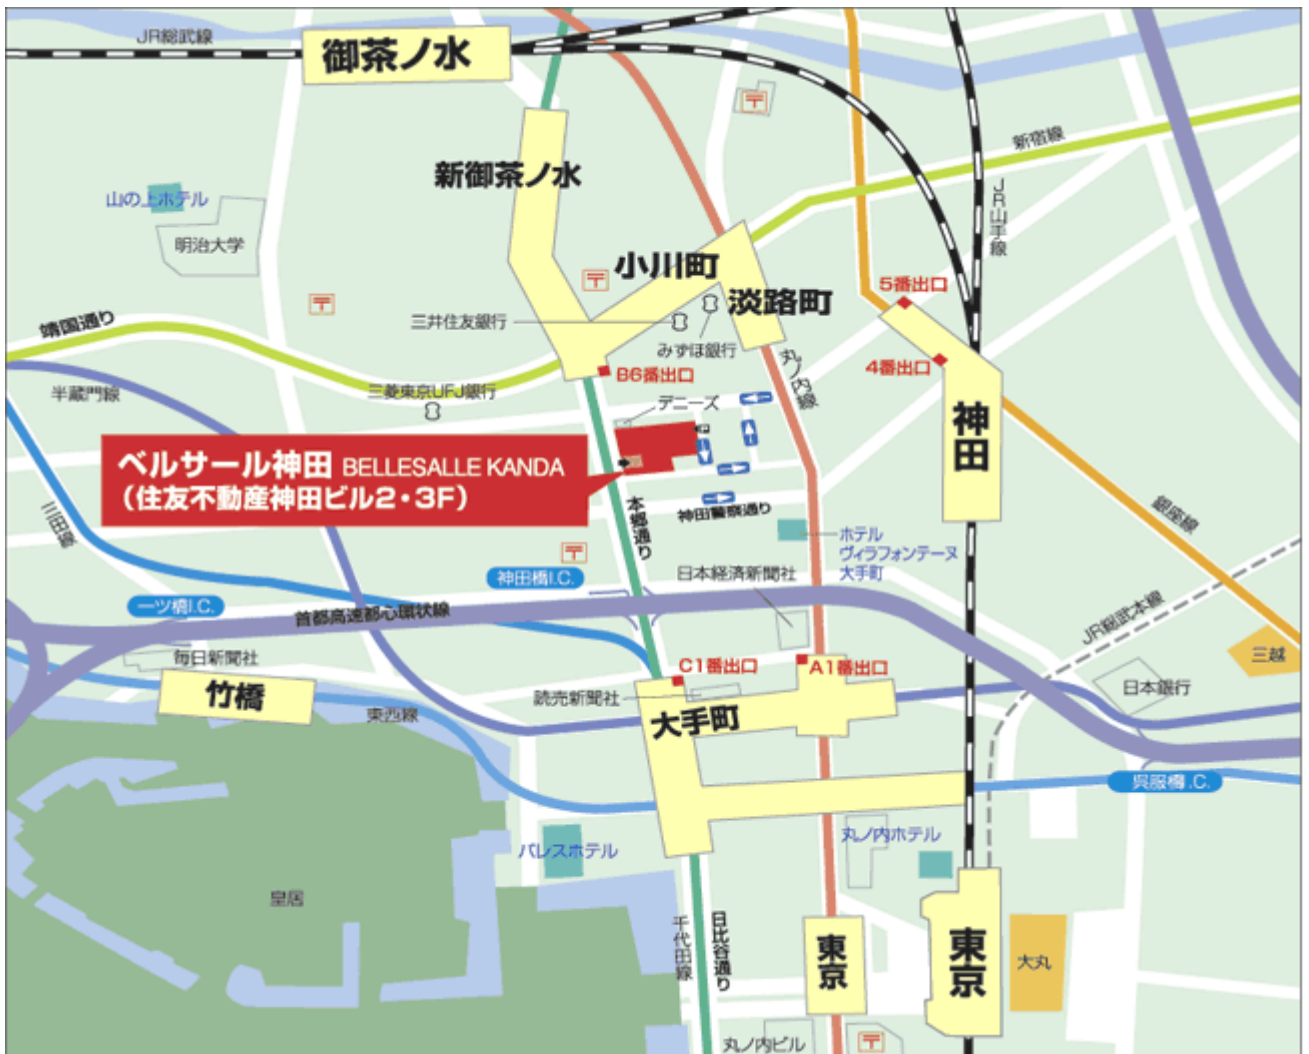 JR総武線
御茶ノ水
新御茶ノ水
新宿線
JR山手線
山の上ホテル
明治大学
小川町
淡路町
5番出口
4番出口
三井住友銀行
みずほ銀行
丸ノ内線
靖国通り
半蔵門線
三菱東京UFJ銀行
B6番出口
デニーズ
神田
ベルサール神田 BELLESALLE KANDA
(住友不動産神田ビル2・3F)
本郷通り
神田警察通り
三田線
銀座線
ホテル
ヴィラフォンテーヌ
大手町
神田橋I.C.
日本経済新聞社
一ツ橋I.C.
首都高速都心環状線
JR総武本線
三越
毎日新聞社
C1番出口
A1番出口
竹橋
読売新聞社
日本銀行
東西線
大手町
呉服橋I.C.
パレスホテル
丸ノ内ホテル
皇居
千代田線
日比谷通り
東京
東京
大丸
丸ノ内ビル